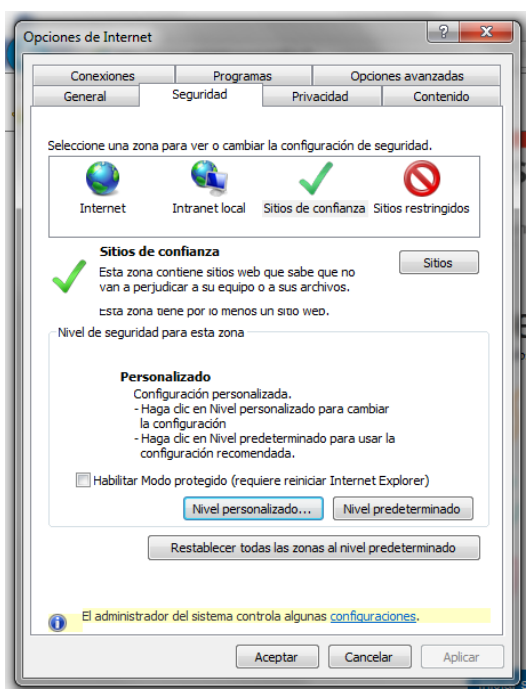 Opciones de Internet
Conexiones Programas Opciones avanzadas
General Seguridad Privacidad Contenido
Seleccione una zona para ver o cambiar la configuración de seguridad.
Internet Intranet local Sitios de confianza Sitios restringidos
Sitios de confianza
Sitios
Esta zona contiene sitios web que sabe que no
van a perjudicar a su equipo o a sus archivos.
Esta zona tiene por lo menos un sitio web.
Nivel de seguridad para esta zona
Personalizado
Configuración personalizada.
- Haga clic en Nivel personalizado para cambiar
la configuración
- Haga clic en Nivel predeterminado para usar la
configuración recomendada.
Habilitar Modo protegido (requiere reiniciar Internet Explorer)
Nivel personalizado... Nivel predeterminado
Restablecer todas las zonas al nivel predeterminado
El administrador del sistema controla algunas configuraciones.
Aceptar Cancelar Aplicar